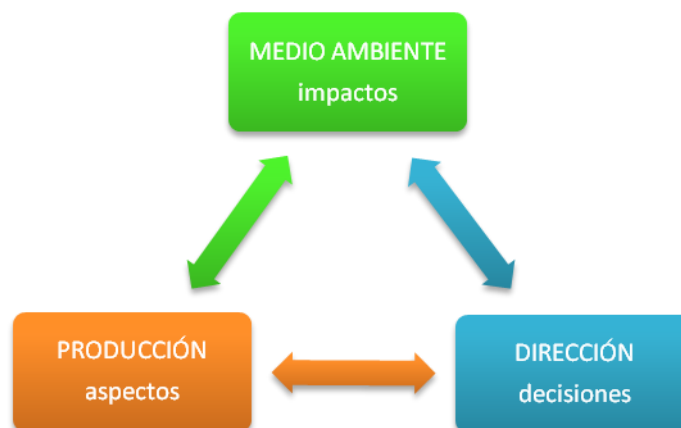 MEDIO AMBIENTE
impactos
PRODUCCIÓN
aspectos
DIRECCIÓN
decisiones